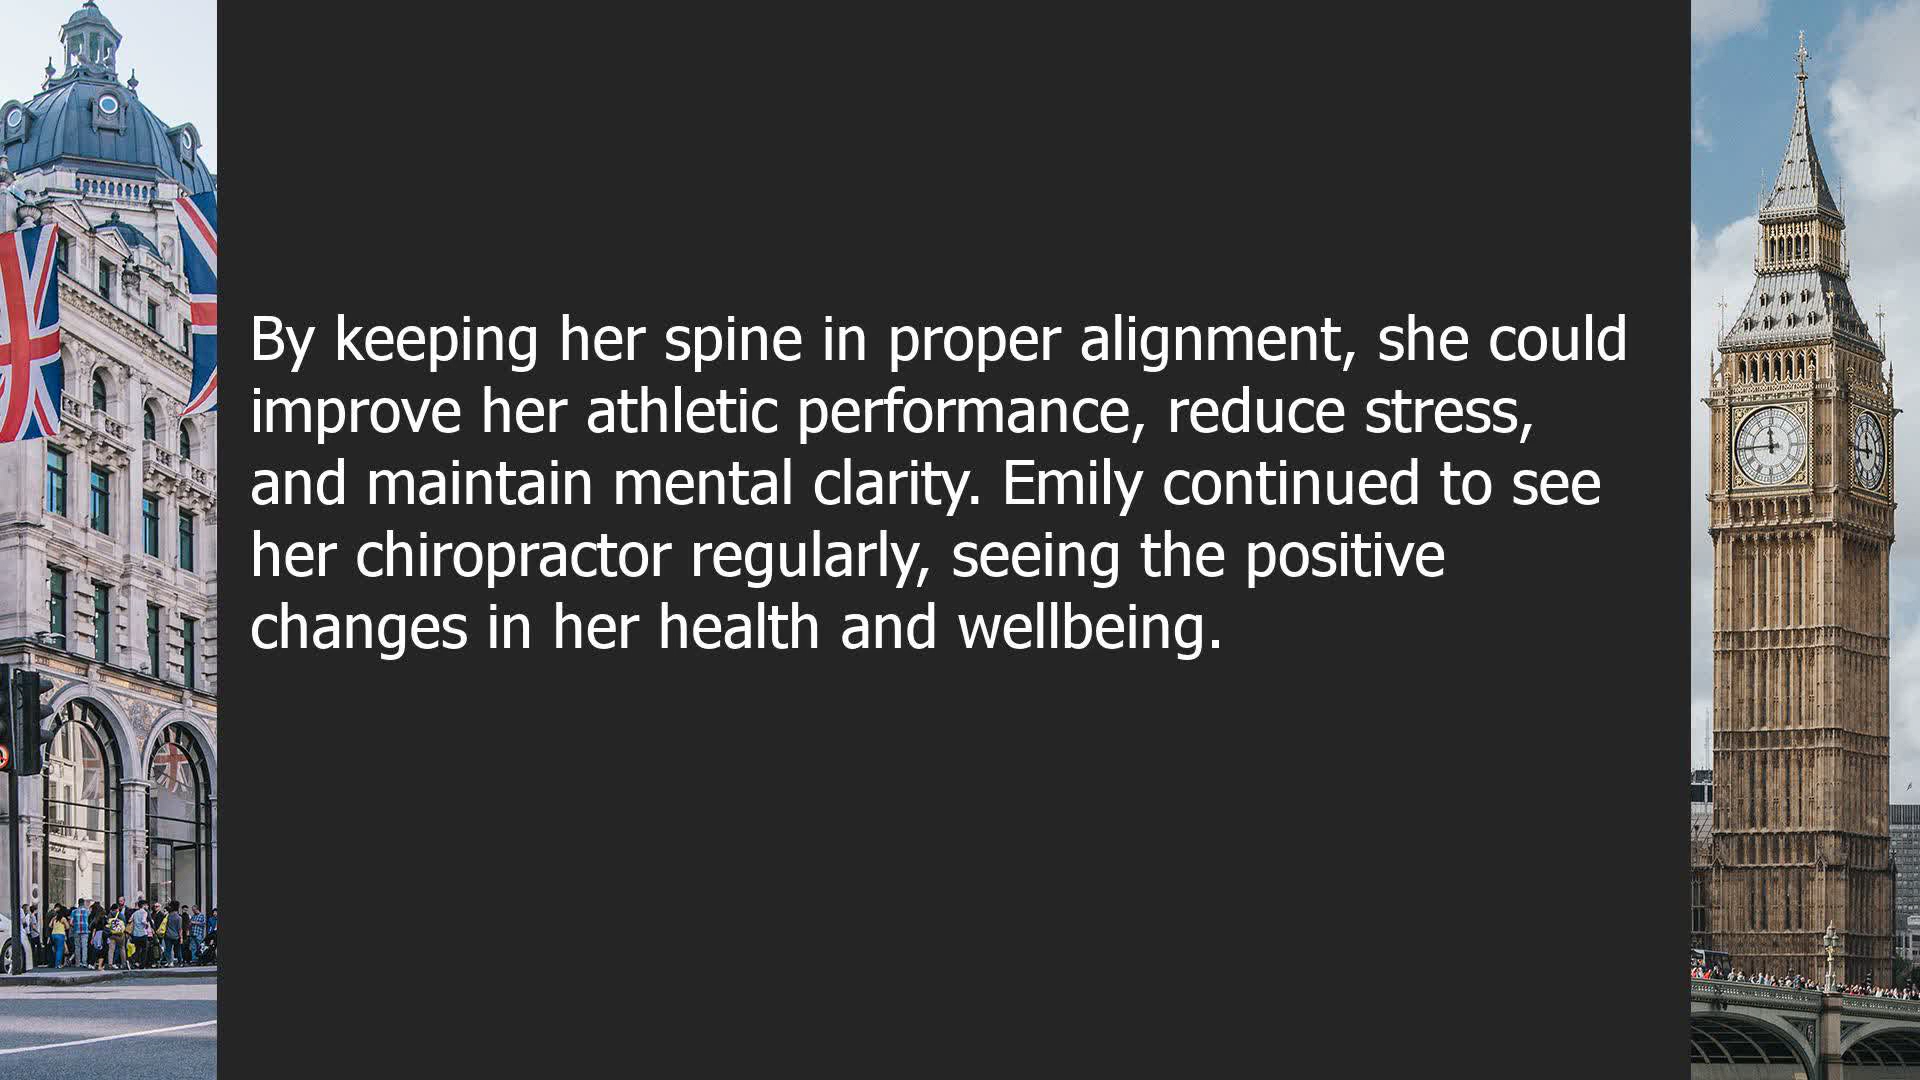 By keeping her spine in proper alignment, she could
improve her athletic performance, reduce stress,
and maintain mental clarity. Emily continued to see
her chiropractor regularly, seeing the positive
changes in her health and wellbeing.